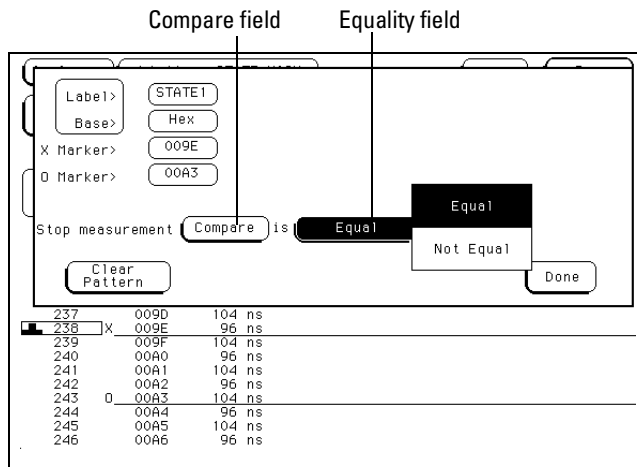 Compare field Equality field
Label> STATE1
Base> Hex
X Marker> 009E
O Marker> 00A3
Equal
Stop measurement Compare is Equal
Not Equal
Clear
Pattern
Done
237 009D 104 ns
238 X 009E 96 ns
239 009F 104 ns
240 00A0 96 ns
241 00A1 104 ns
242 00A2 96 ns
243 O 00A3 104 ns
244 00A4 96 ns
245 00A5 104 ns
246 00A6 96 ns